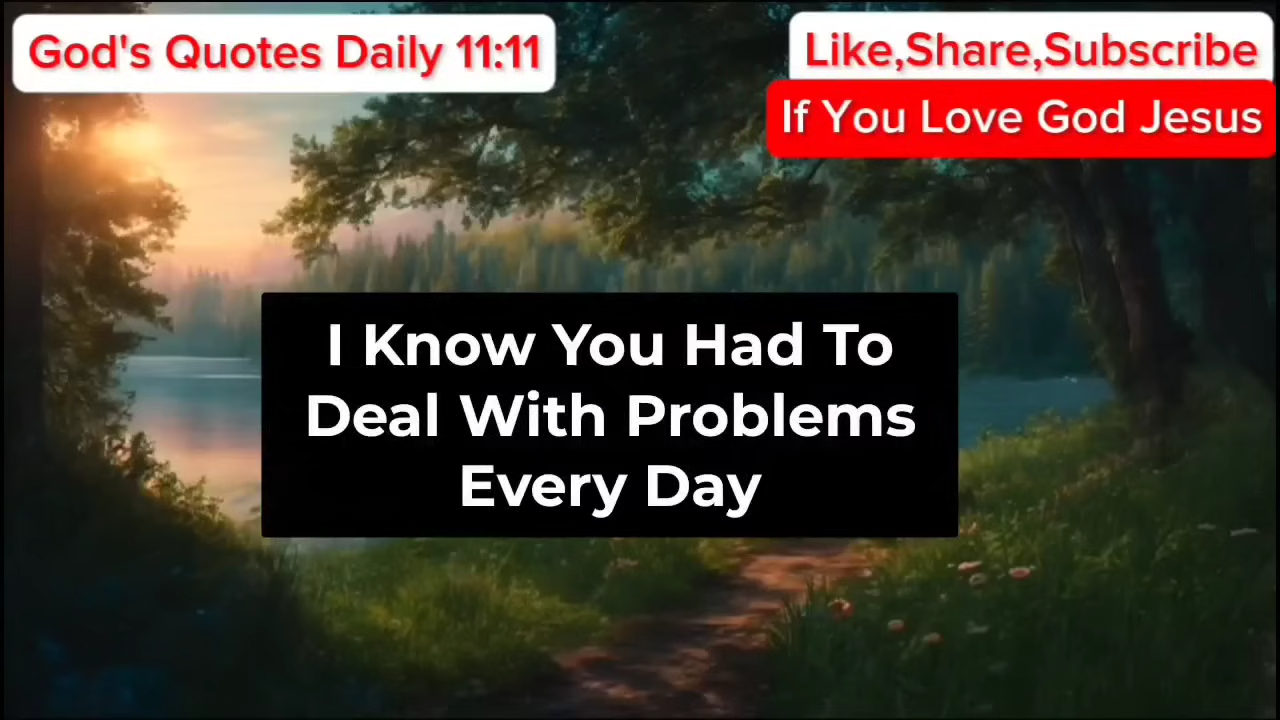 God's Quotes Daily 11:11
Like,Share,Subscribe
If You Love God Jesus
I Know You Had To
Deal With Problems
Every Day